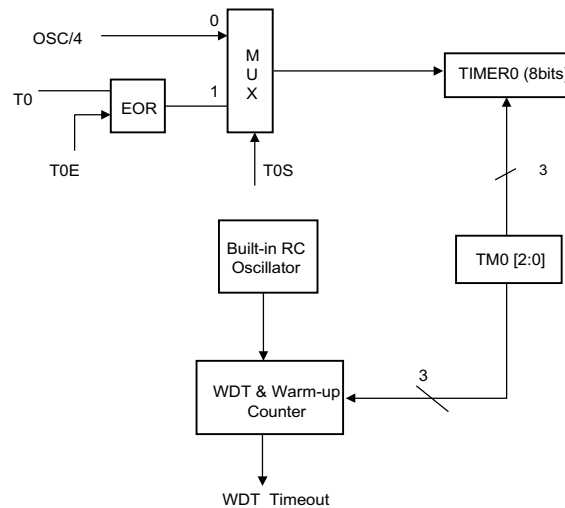 0
OSC/4
M
U
X
TIMER0 (8bits)
T0
EOR
1
T0E
T0S
3
Built-in RC
Oscillator
TM0 [2:0]
WDT & Warm-up
Counter
3
WDT Timeout